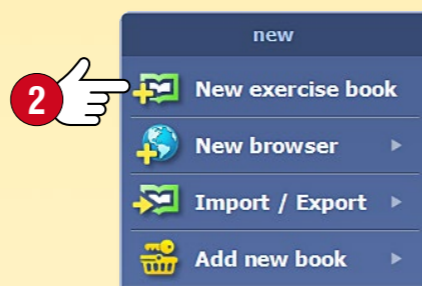 new
2
New exercise book
New browser
Import / Export
Add new book